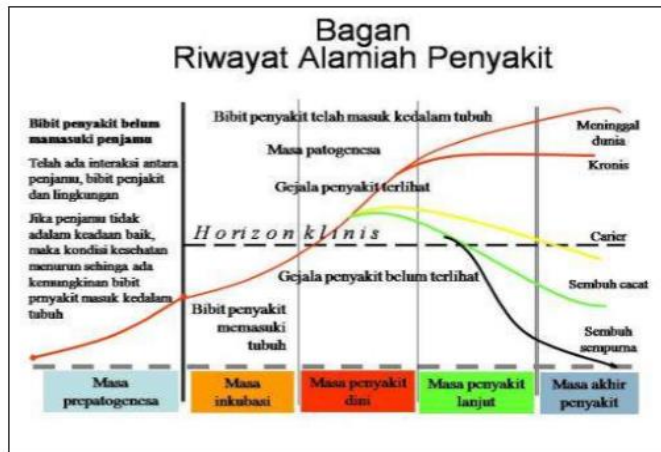 Bagan
Riwayat Alamiah Penyakit
Bibit penyakit belum
mamasuki penjamu
Telah ada interaksi antara
penjamu, bibit penjakit
dan lingkungan
Jika penjamu tidak
adalam keadaan baik,
maka kondisi kesehatan
menurun sehinga ada
kemungkinan bibit
prnyakit masuk kedalam
tubuh
Bibit penyakit telah masuk kedalam tubuh
Masa patogenesa
Gejala penyakit terlihat
Horizon klinis
Gejala penyakit belum terlihat
Bibit penyakit
memasuki
tubuh
Meninggal
dunia
Kronis
Carier
Sembuh cacat
Sembuh
sempurna
Masa
prepatogenesa
Masa
inkubasi
Masa penyakit
dini
Masa penyakit
lanjut
Masa akhir
penyakit